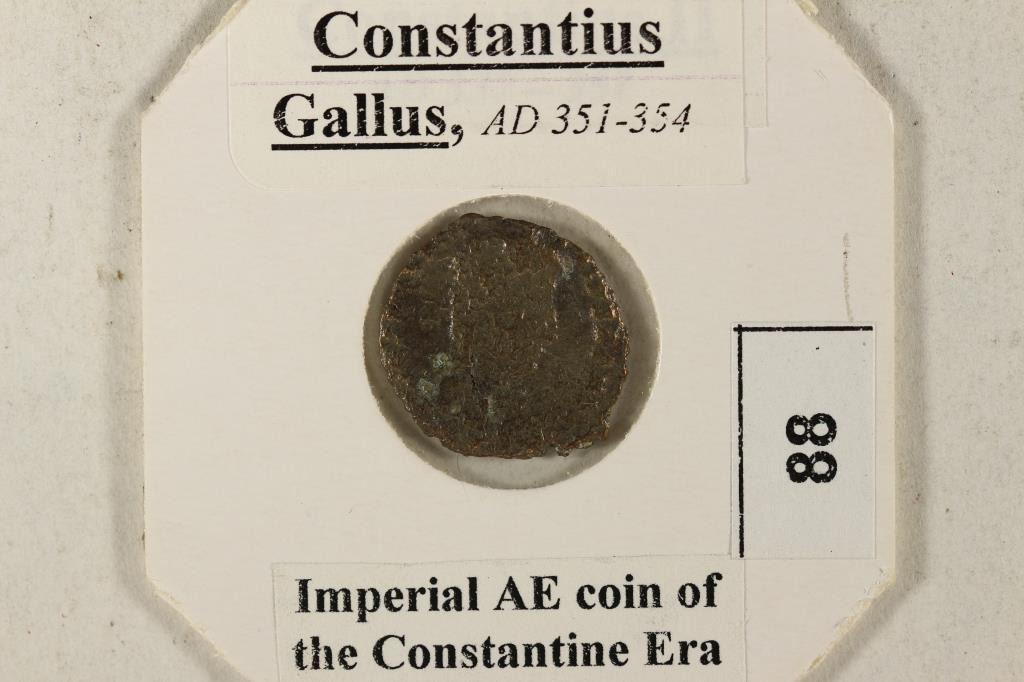 Constantius
Gallus, AD 351-354
88
Imperial AE coin of
the Constantine Era